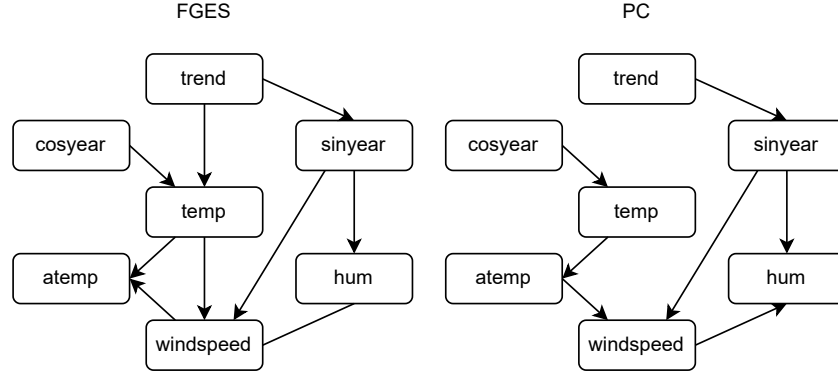 FGES
PC
trend
trend
cosyear
sinyear
cosyear
sinyear
temp
temp
atemp
hum
atemp
hum
windspeed
windspeed